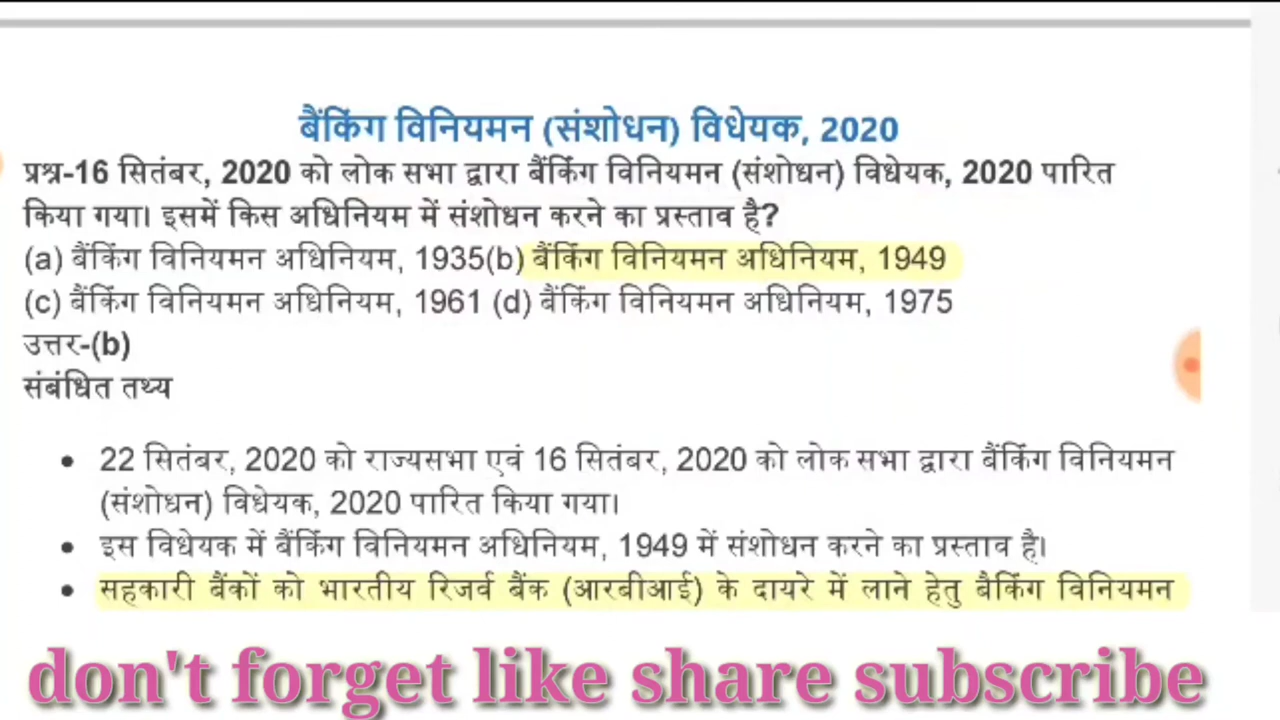 बैंकिंग विनियमन (संशोधन) विधेयक, 2020
प्रश्न-16 सितंबर, 2020 को लोक सभा द्वारा बैंकिंग विनियमन (संशोधन) विधेयक, 2020 पारित
किया गया। इसमें किस अधिनियम में संशोधन करने का प्रस्ताव है?
(a) बैंकिंग विनियमन अधिनियम, 1935(b) बैंकिंग विनियमन अधिनियम, 1949
(c) बैंकिंग विनियमन अधिनियम, 1961 (d) बैंकिंग विनियमन अधिनियम, 1975
उत्तर-(b)
संबंधित तथ्य
• 22 सितंबर, 2020 को राज्यसभा एवं 16 सितंबर, 2020 को लोक सभा द्वारा बैंकिंग विनियमन
(संशोधन) विधेयक, 2020 पारित किया गया।
• इस विधेयक में बैंकिंग विनियमन अधिनियम, 1949 में संशोधन करने का प्रस्ताव है।
• सहकारी बैंकों को भारतीय रिजर्व बैंक (आरबीआई) के दायरे में लाने हेतु बैकिंग विनियमन
don't forget like share subscribe